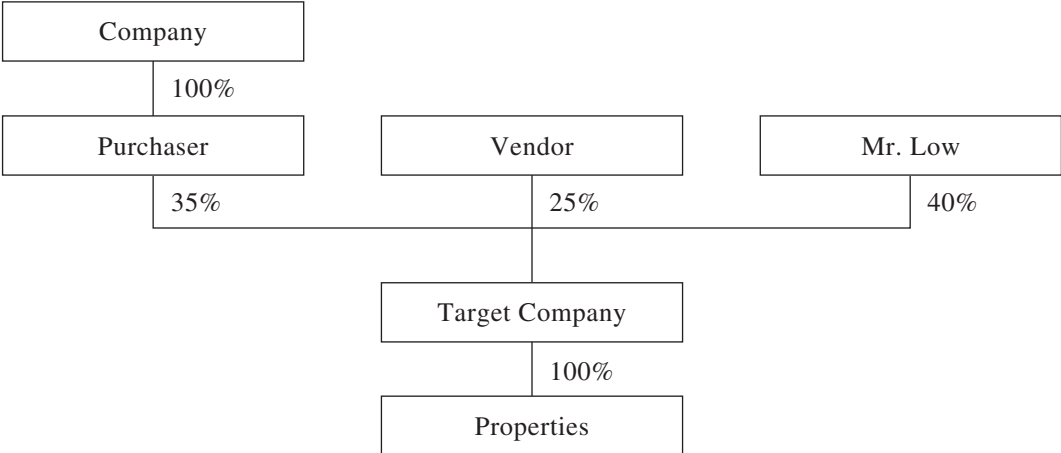 Company
100%
Purchaser
Vendor
Mr. Low
35%
25%
40%
Target Company
100%
Properties